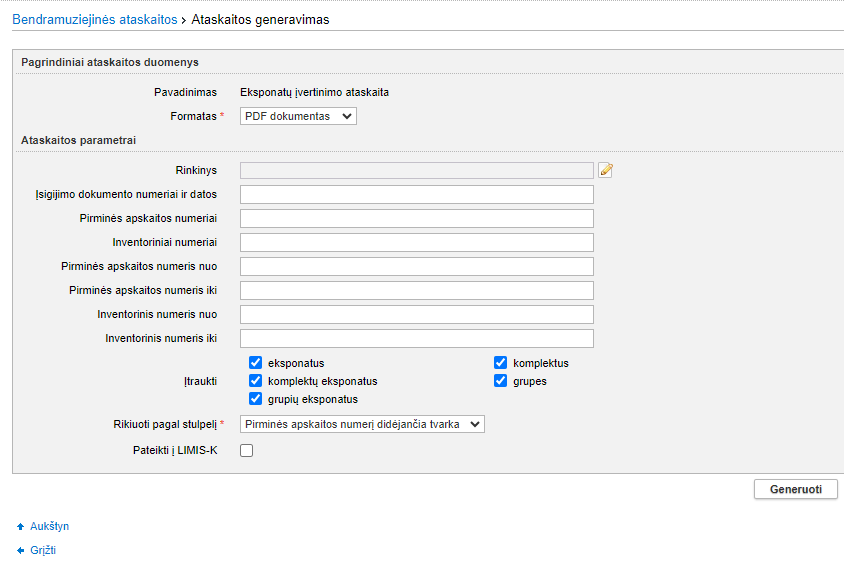 Bendramuziejinės ataskaitos › Ataskaitos generavimas
Pagrindiniai ataskaitos duomenys
Pavadinimas Eksponatų įvertinimo ataskaita
Formatas * PDF dokumentas
Ataskaitos parametrai
Rinkinys
Įsigijimo dokumento numeriai ir datos
Pirminės apskaitos numeriai
Inventoriniai numeriai
Pirminės apskaitos numeris nuo
Pirminės apskaitos numeris iki
Inventorinis numeris nuo
Inventorinis numeris iki
eksponatus komplektus
Įtraukti komplektų eksponatus grupes
grupių eksponatus
Rikiuoti pagal stulpelį * Pirminės apskaitos numerį didėjančia tvarka
Pateikti į LIMIS-K
Generuoti
Aukštyn
Grįžti